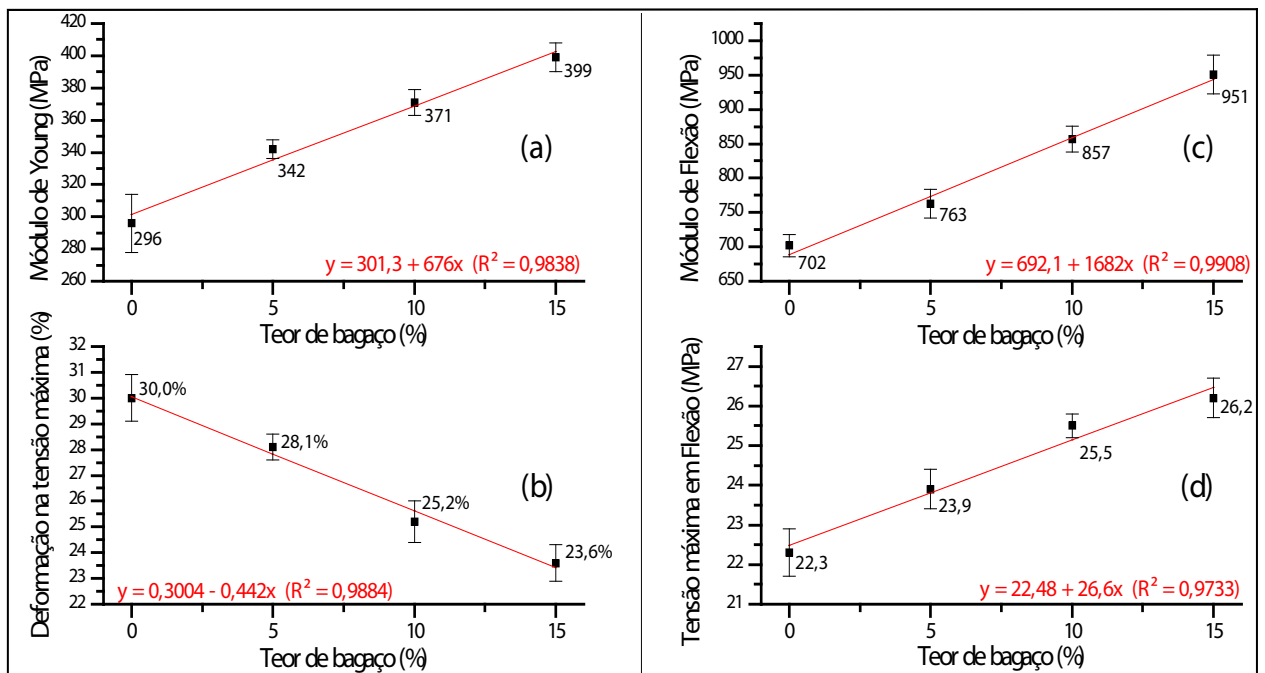 Módulo de Young (MPa)
420
400
380
360
340
320
300
280
260
296
342
371
399
(a)
y = 301,3 + 676x (R² = 0,9838)
0 5 10 15
Teor de bagaço (%)
Deformação na tensão máxima (%)
32
31
30
29
28
27
26
25
24
23
22
30,0%
28,1%
25,2%
23,6%
(b)
y = 0,3004 - 0,442x (R² = 0,9884)
0 5 10 15
Teor de bagaço (%)
Módulo de Flexão (MPa)
1000
950
900
850
800
750
700
650
702
763
857
951
(c)
y = 692,1 + 1682x (R² = 0,9908)
0 5 10 15
Teor de bagaço (%)
Tensão máxima em Flexão (MPa)
27
26
25
24
23
22
21
22,3
23,9
25,5
26,2
(d)
y = 22,48 + 26,6x (R² = 0,9733)
0 5 10 15
Teor de bagaço (%)